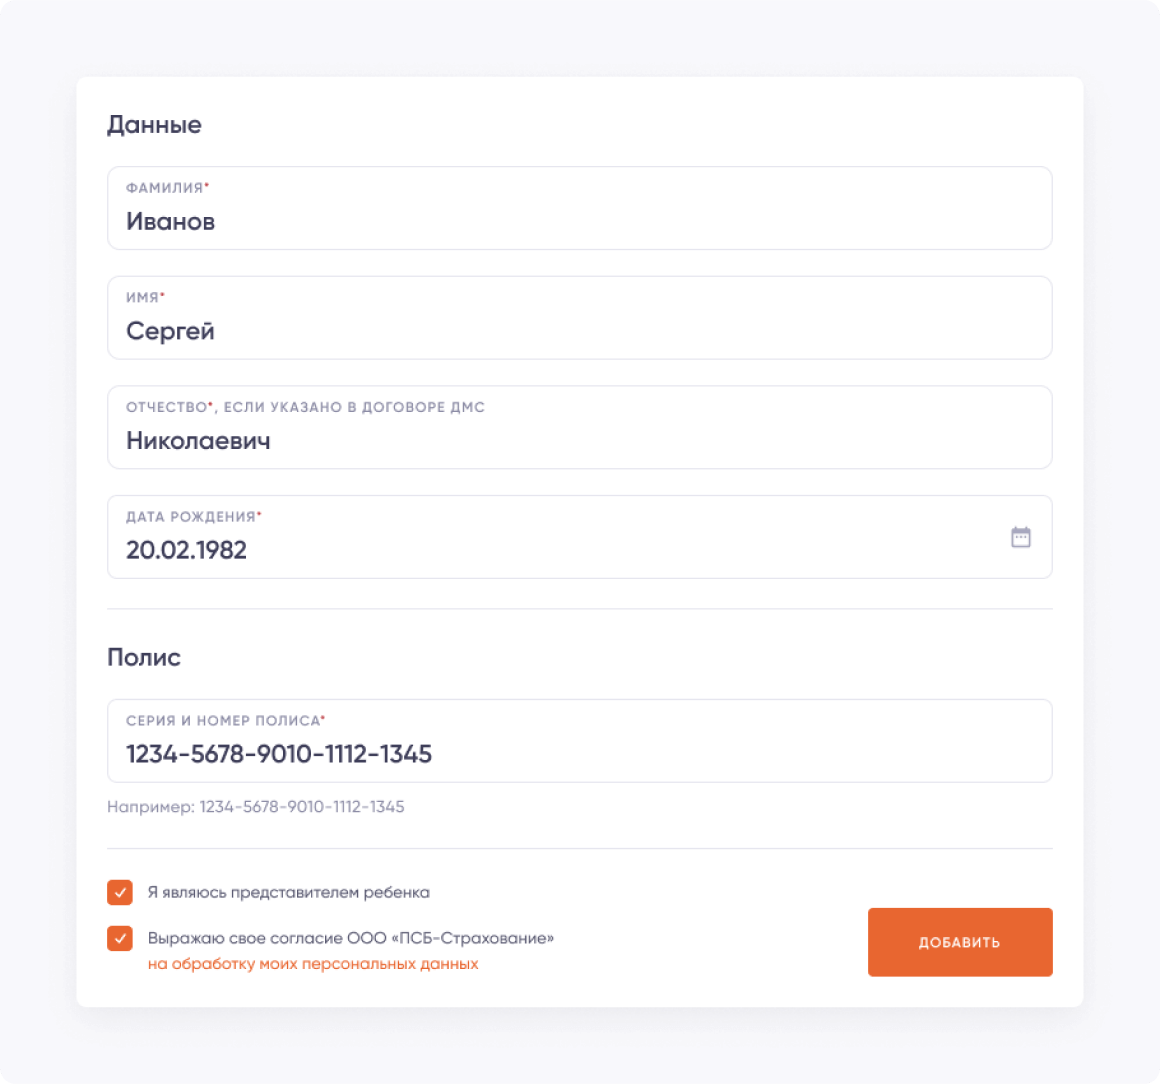 Данные
ФАМИЛИЯ*
Иванов
ИМЯ*
Сергей
ОТЧЕСТВО*, ЕСЛИ УКАЗАНО В ДОГОВОРЕ ДМС
Николаевич
ДАТА РОЖДЕНИЯ*
20.02.1982
Полис
СЕРИЯ И НОМЕР ПОЛИСА*
1234-5678-9010-1112-1345
Например: 1234-5678-9010-1112-1345
Я являюсь представителем ребенка
Выражаю свое согласие ООО «ПСБ-Страхование»
на обработку моих персональных данных
ДОБАВИТЬ